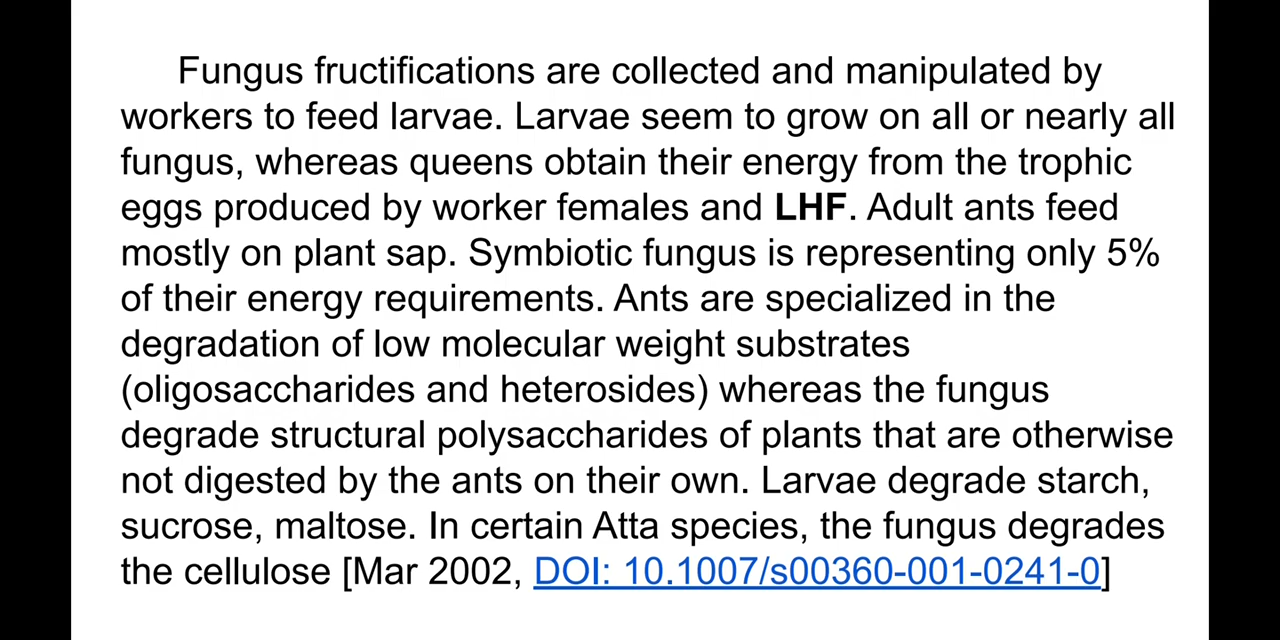 Fungus fructifications are collected and manipulated by
workers to feed larvae. Larvae seem to grow on all or nearly all
fungus, whereas queens obtain their energy from the trophic
eggs produced by worker females and LHF. Adult ants feed
mostly on plant sap. Symbiotic fungus is representing only 5%
of their energy requirements. Ants are specialized in the
degradation of low molecular weight substrates
(oligosaccharides and heterosides) whereas the fungus
degrade structural polysaccharides of plants that are otherwise
not digested by the ants on their own. Larvae degrade starch,
sucrose, maltose. In certain Atta species, the fungus degrades
the cellulose [Mar 2002, DOI: 10.1007/s00360-001-0241-0]